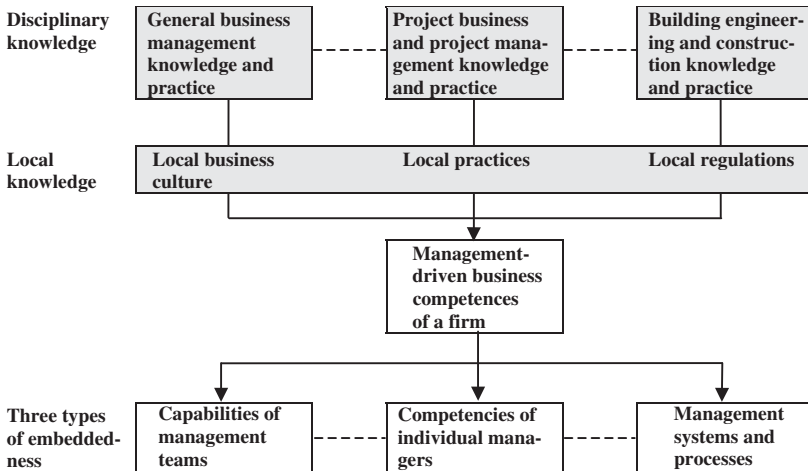 Disciplinary
knowledge
General business
management
knowledge and
practice
Project business
and project mana-
gement knowledge
and practice
Building engineer-
ing and construc-
tion knowledge
and practice
Local
knowledge
Local business
culture
Local practices
Local regulations
Management-
driven business
competences
of a firm
Three types
of embedded-
ness
Capabilities of
management
teams
Competencies of
individual mana-
gers
Management
systems and
processes